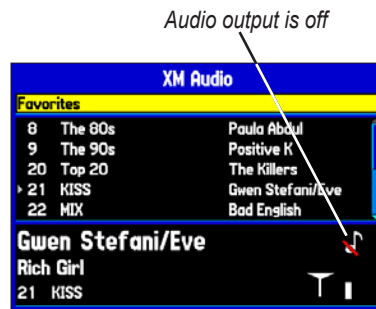 Audio output is off
XM Audio
Favorites
8 The 80s Paula Abdul
9 The 90s Positive K
20 Top 20 The Killers
21 KISS Gwen Stefani/Eve
22 MIX Bad English
Gwen Stefani/Eve
Rich Girl
21 KISS